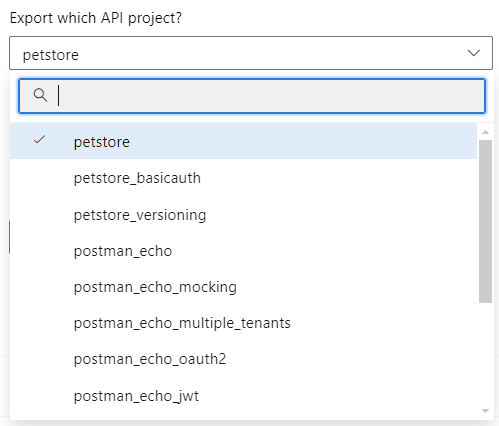 Export which API project?
petstore
petstore
petstore_basicauth
petstore_versioning
postman_echo
postman_echo_mocking
postman_echo_multiple_tenants
postman_echo_oauth2
postman_echo_jwt